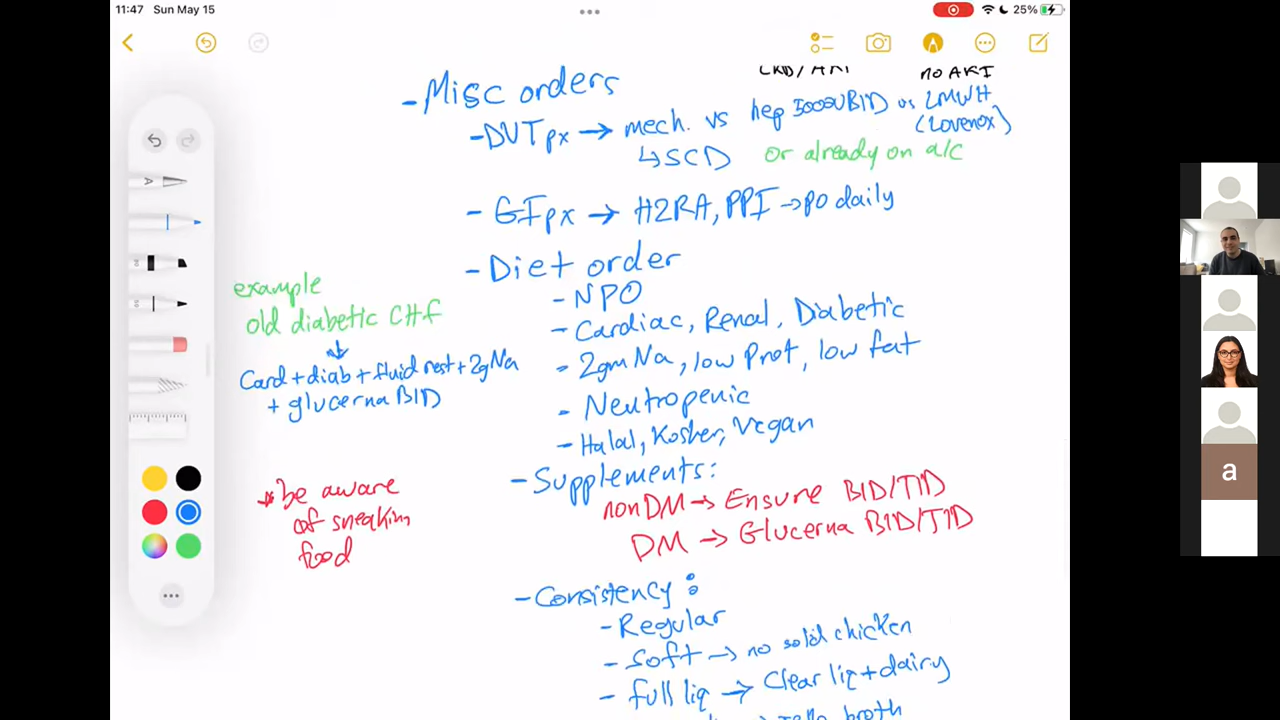 11:47 Sun May 15
25%
CKD/AKI no AKI
- Misc orders
- DVTpx → mech. vs hep 5000U BID vs LMWH
(Lovenox)
↳ SCD or already on a/c
- GIpx → H2RA, PPI → po daily
- Diet order
- NPO
- Cardiac, Renal, Diabetic
- 2gm Na, low Prot, low fat
- Neutropenic
- Halal, Kosher, Vegan
example
old diabetic CHF
↓
Card + diab + fluid rest + 2gNa
+ glucerna BID
- Supplements:
nonDM → Ensure BID/TID
DM → Glucerna BID/TID
* be aware
of sneakin
food
- Consistency :
- Regular
- Soft → no solid chicken
- full liq → Clear liq + dairy
broth
a